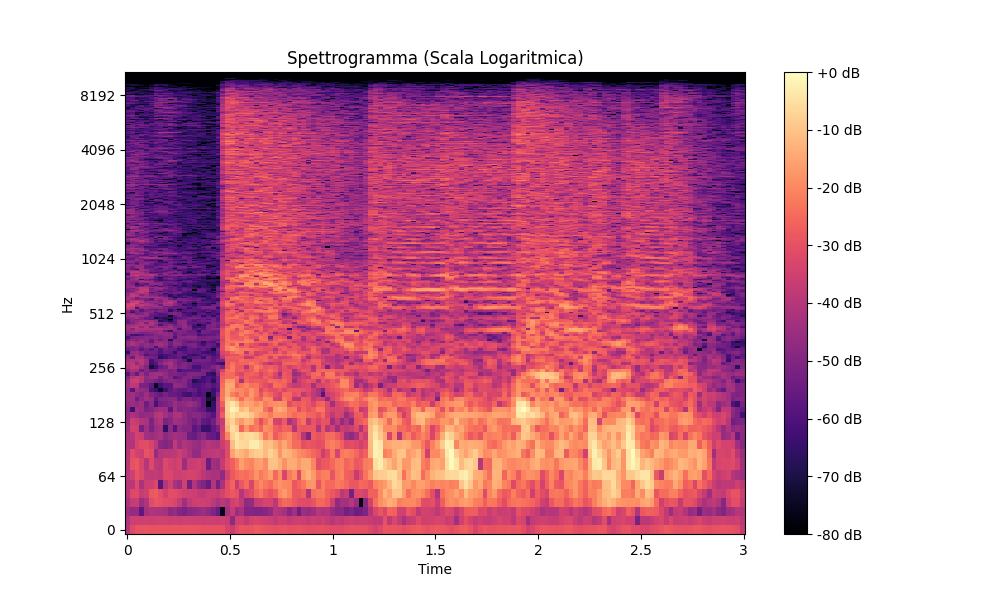 Spettrogramma (Scala Logaritmica)
Hz
8192
4096
2048
1024
512
256
128
64
0
0
0.5
1
1.5
2
2.5
3
Time
+0 dB
-10 dB
-20 dB
-30 dB
-40 dB
-50 dB
-60 dB
-70 dB
-80 dB